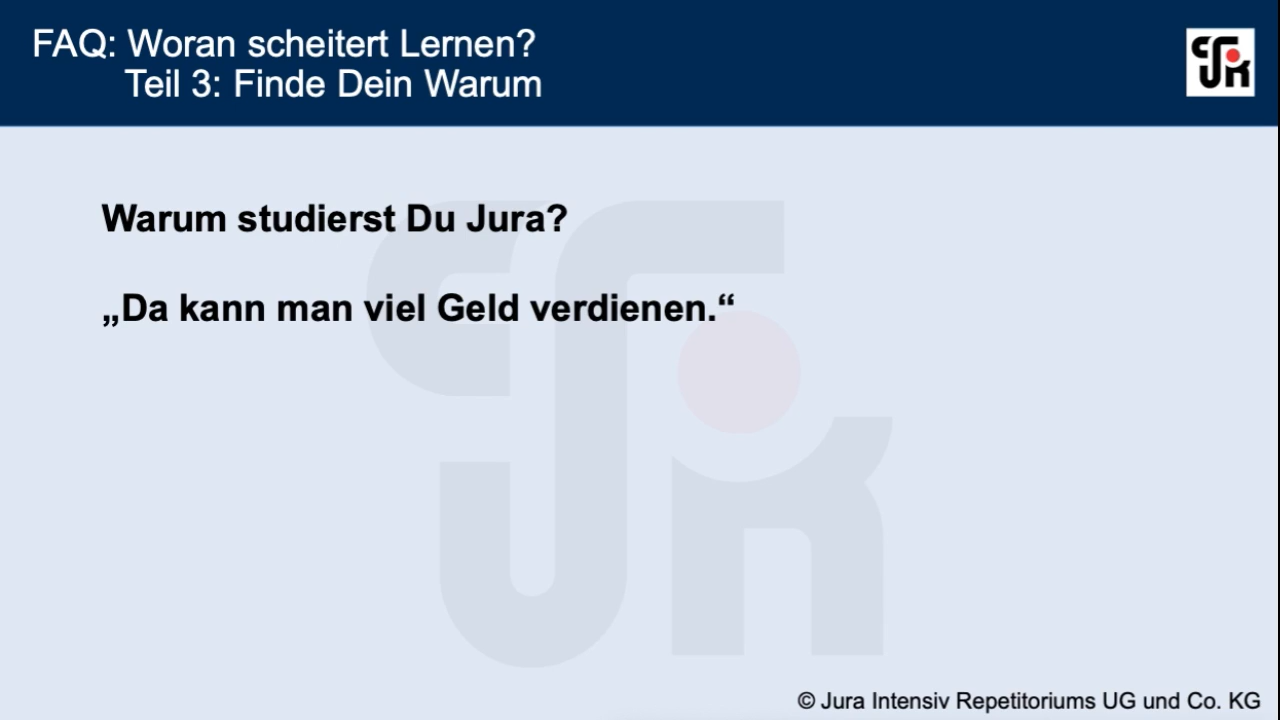 FAQ: Woran scheitert Lernen?
Teil 3: Finde Dein Warum
Warum studierst Du Jura?
„Da kann man viel Geld verdienen.“
© Jura Intensiv Repetitoriums UG und Co. KG